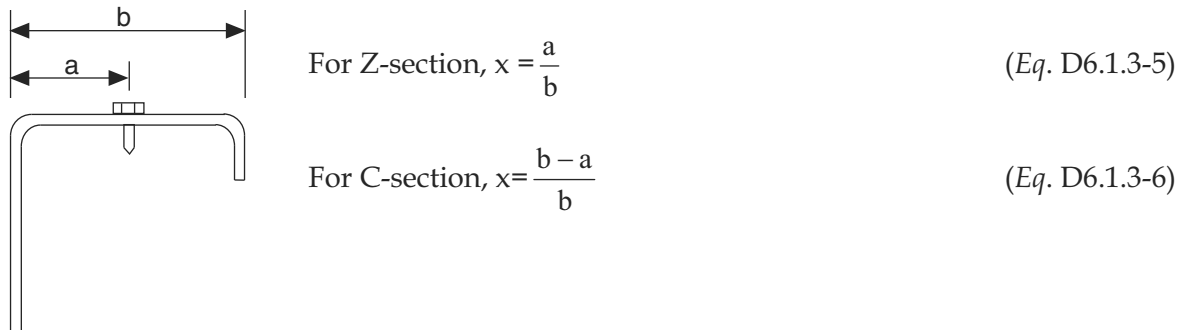 b
a
For Z-section, x = a/b (Eq. D6.1.3-5)
For C-section, x= b – a/b (Eq. D6.1.3-6)